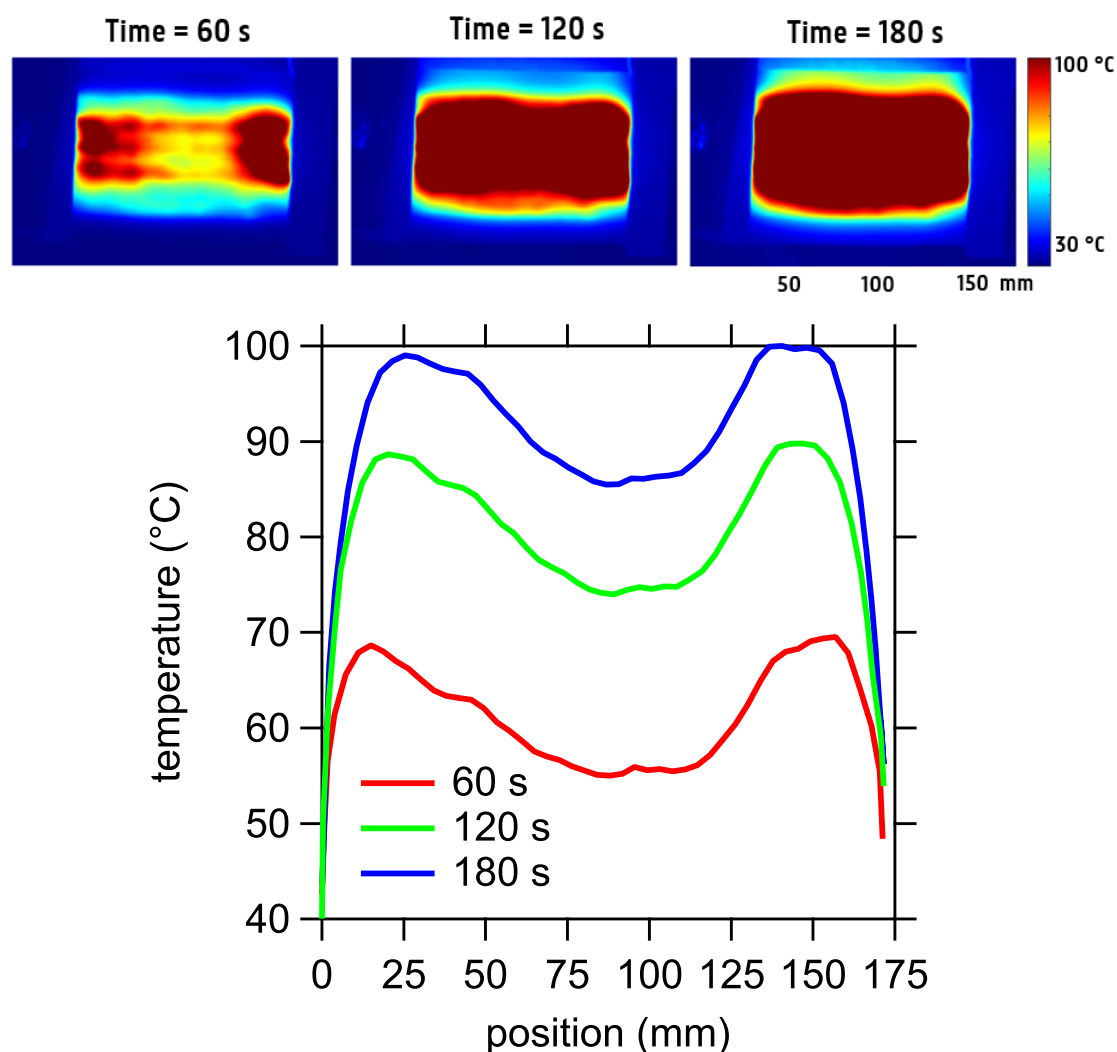 Time = 60 s
Time = 120 s
Time = 180 s
100 °C
30 °C
50 100 150 mm
100
90
80
70
60
50
40
temperature (°C)
60 s
120 s
180 s
0 25 50 75 100 125 150 175
position (mm)